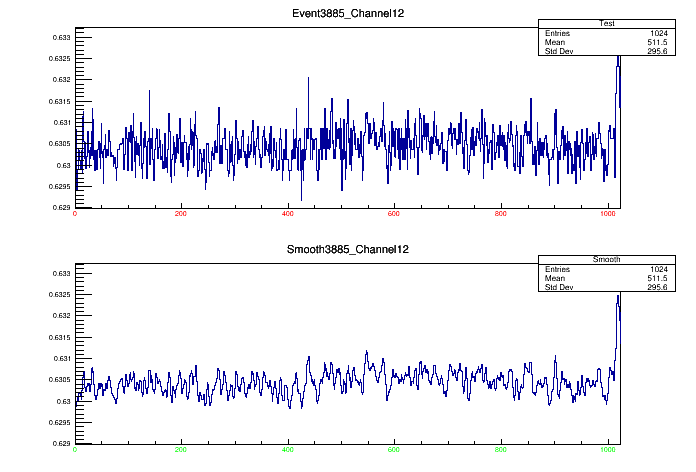 Event3885_Channel12
Test
Entries 1024
Mean 511.5
Std Dev 295.6
0.633
0.6325
0.632
0.6315
0.631
0.6305
0.63
0.6295
0.629
0 200 400 600 800 1000
Smooth3885_Channel12
Smooth
Entries 1024
Mean 511.5
Std Dev 295.6
0.633
0.6325
0.632
0.6315
0.631
0.6305
0.63
0.6295
0.629
0 200 400 600 800 1000